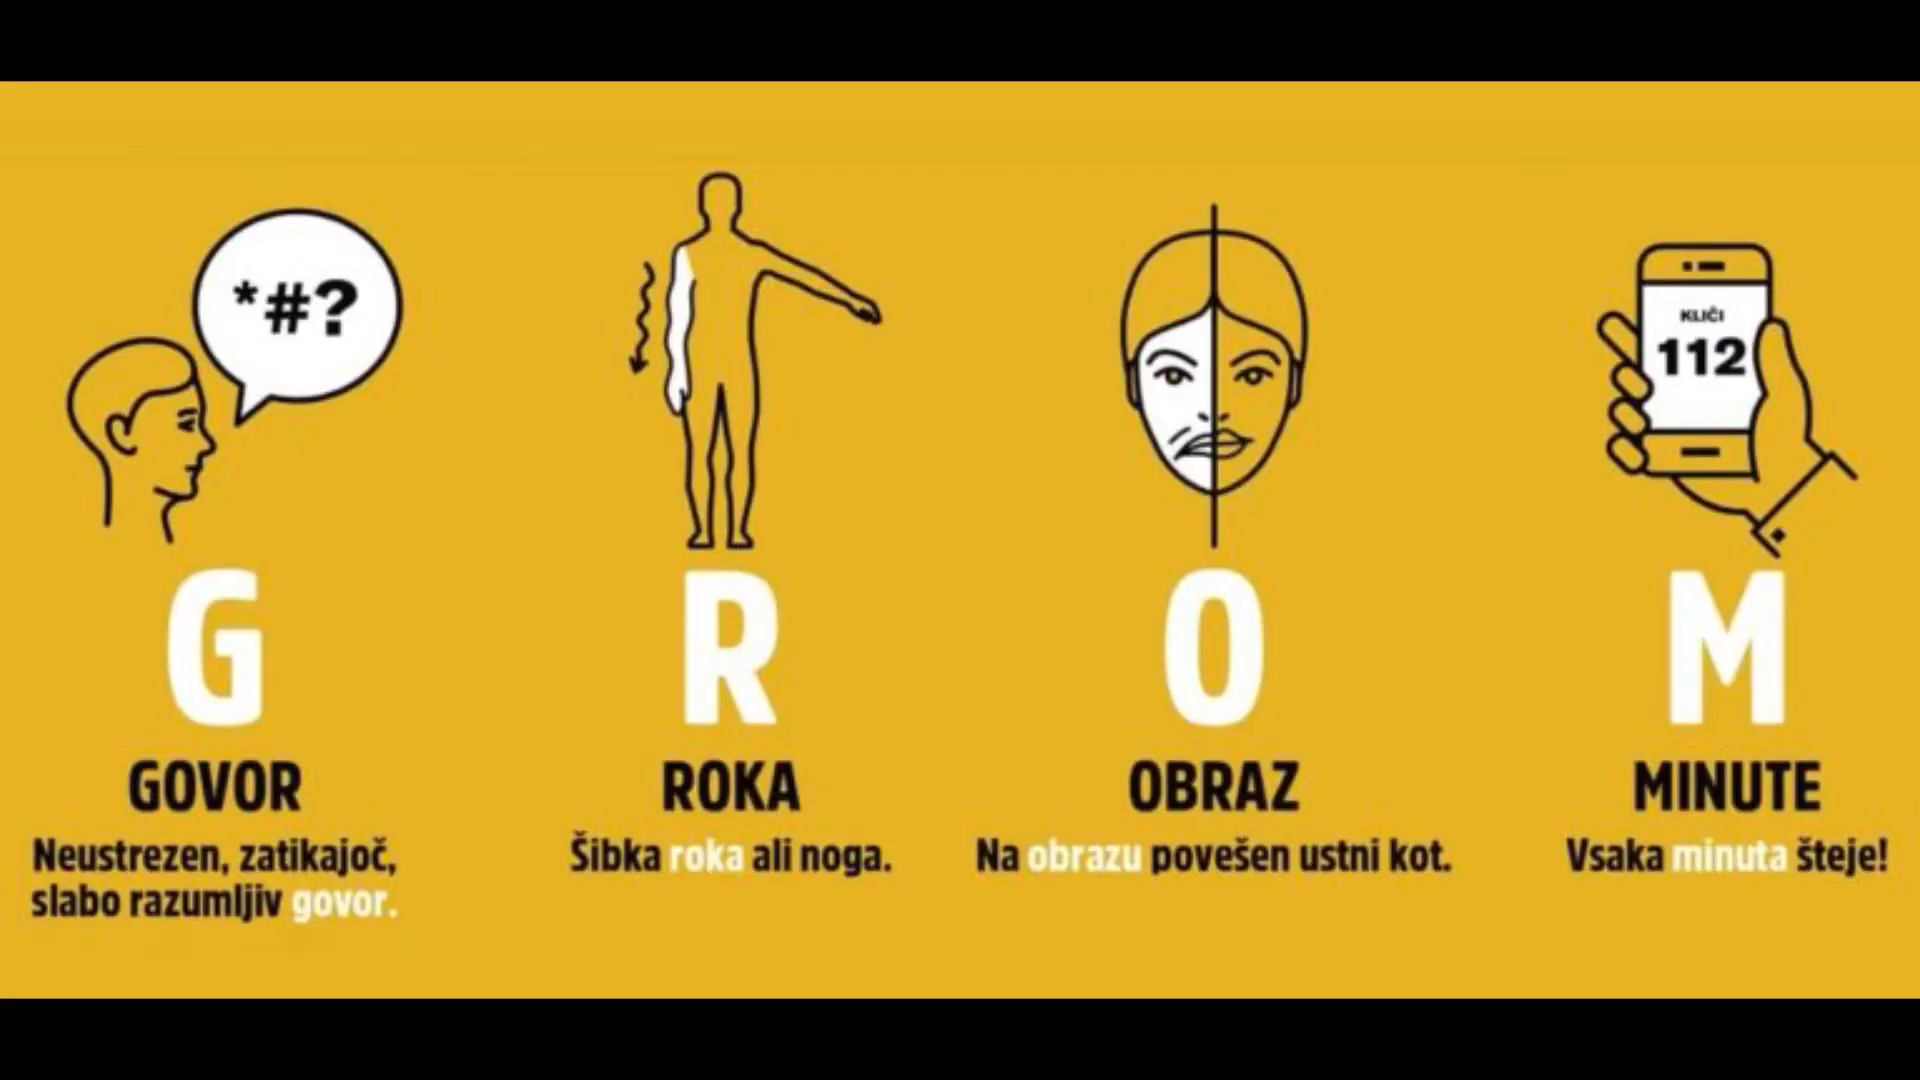 *#?
KLIČI
112
G
R
O
M
GOVOR
Neustrezen, zatikajoč,
slabo razumljiv govor.
ROKA
Šibka roka ali noga.
OBRAZ
Na obrazu povešen ustni kot.
MINUTE
Vsaka minuta šteje!